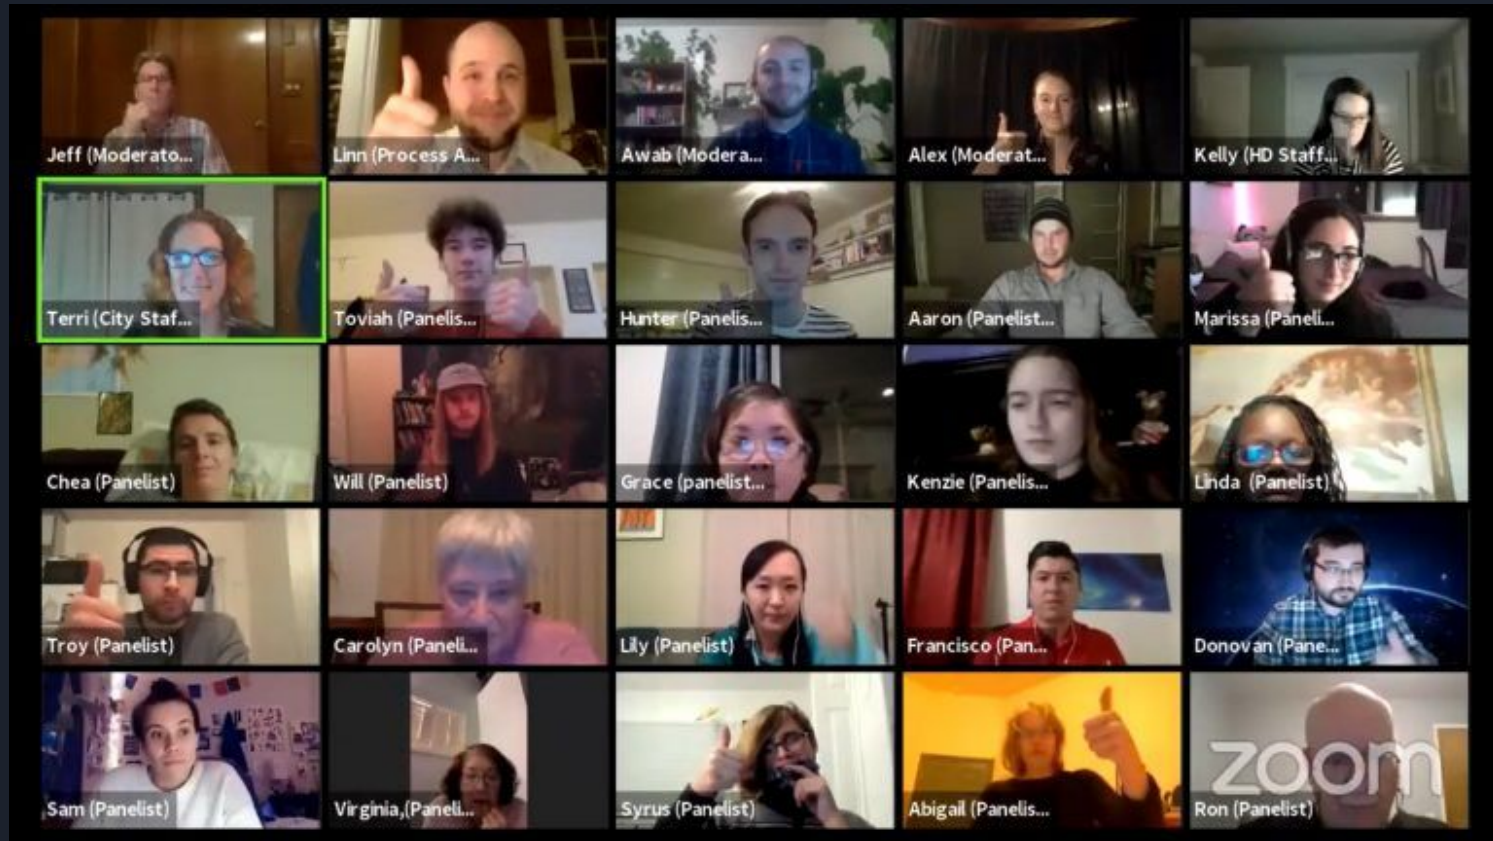 Jeff (Moderato...
Linn (Process A...
Awab (Modera...
Alex (Moderat...
Kelly (HD Staff...
Terri (City Staf...
Toviah (Panelis...
Hunter (Panelis...
Aaron (Panelist...
Marissa (Paneli...
Chea (Panelist)
Will (Panelist)
Grace (panelist...
Kenzie (Panelis...
Linda (Panelist)
Troy (Panelist)
Carolyn (Paneli...
Lily (Panelist)
Francisco (Pan...
Donovan (Pane...
Sam (Panelist)
Virginia,(Paneli...
Syrus (Panelist)
Abigail (Panelis...
zoom
Ron (Panelist)